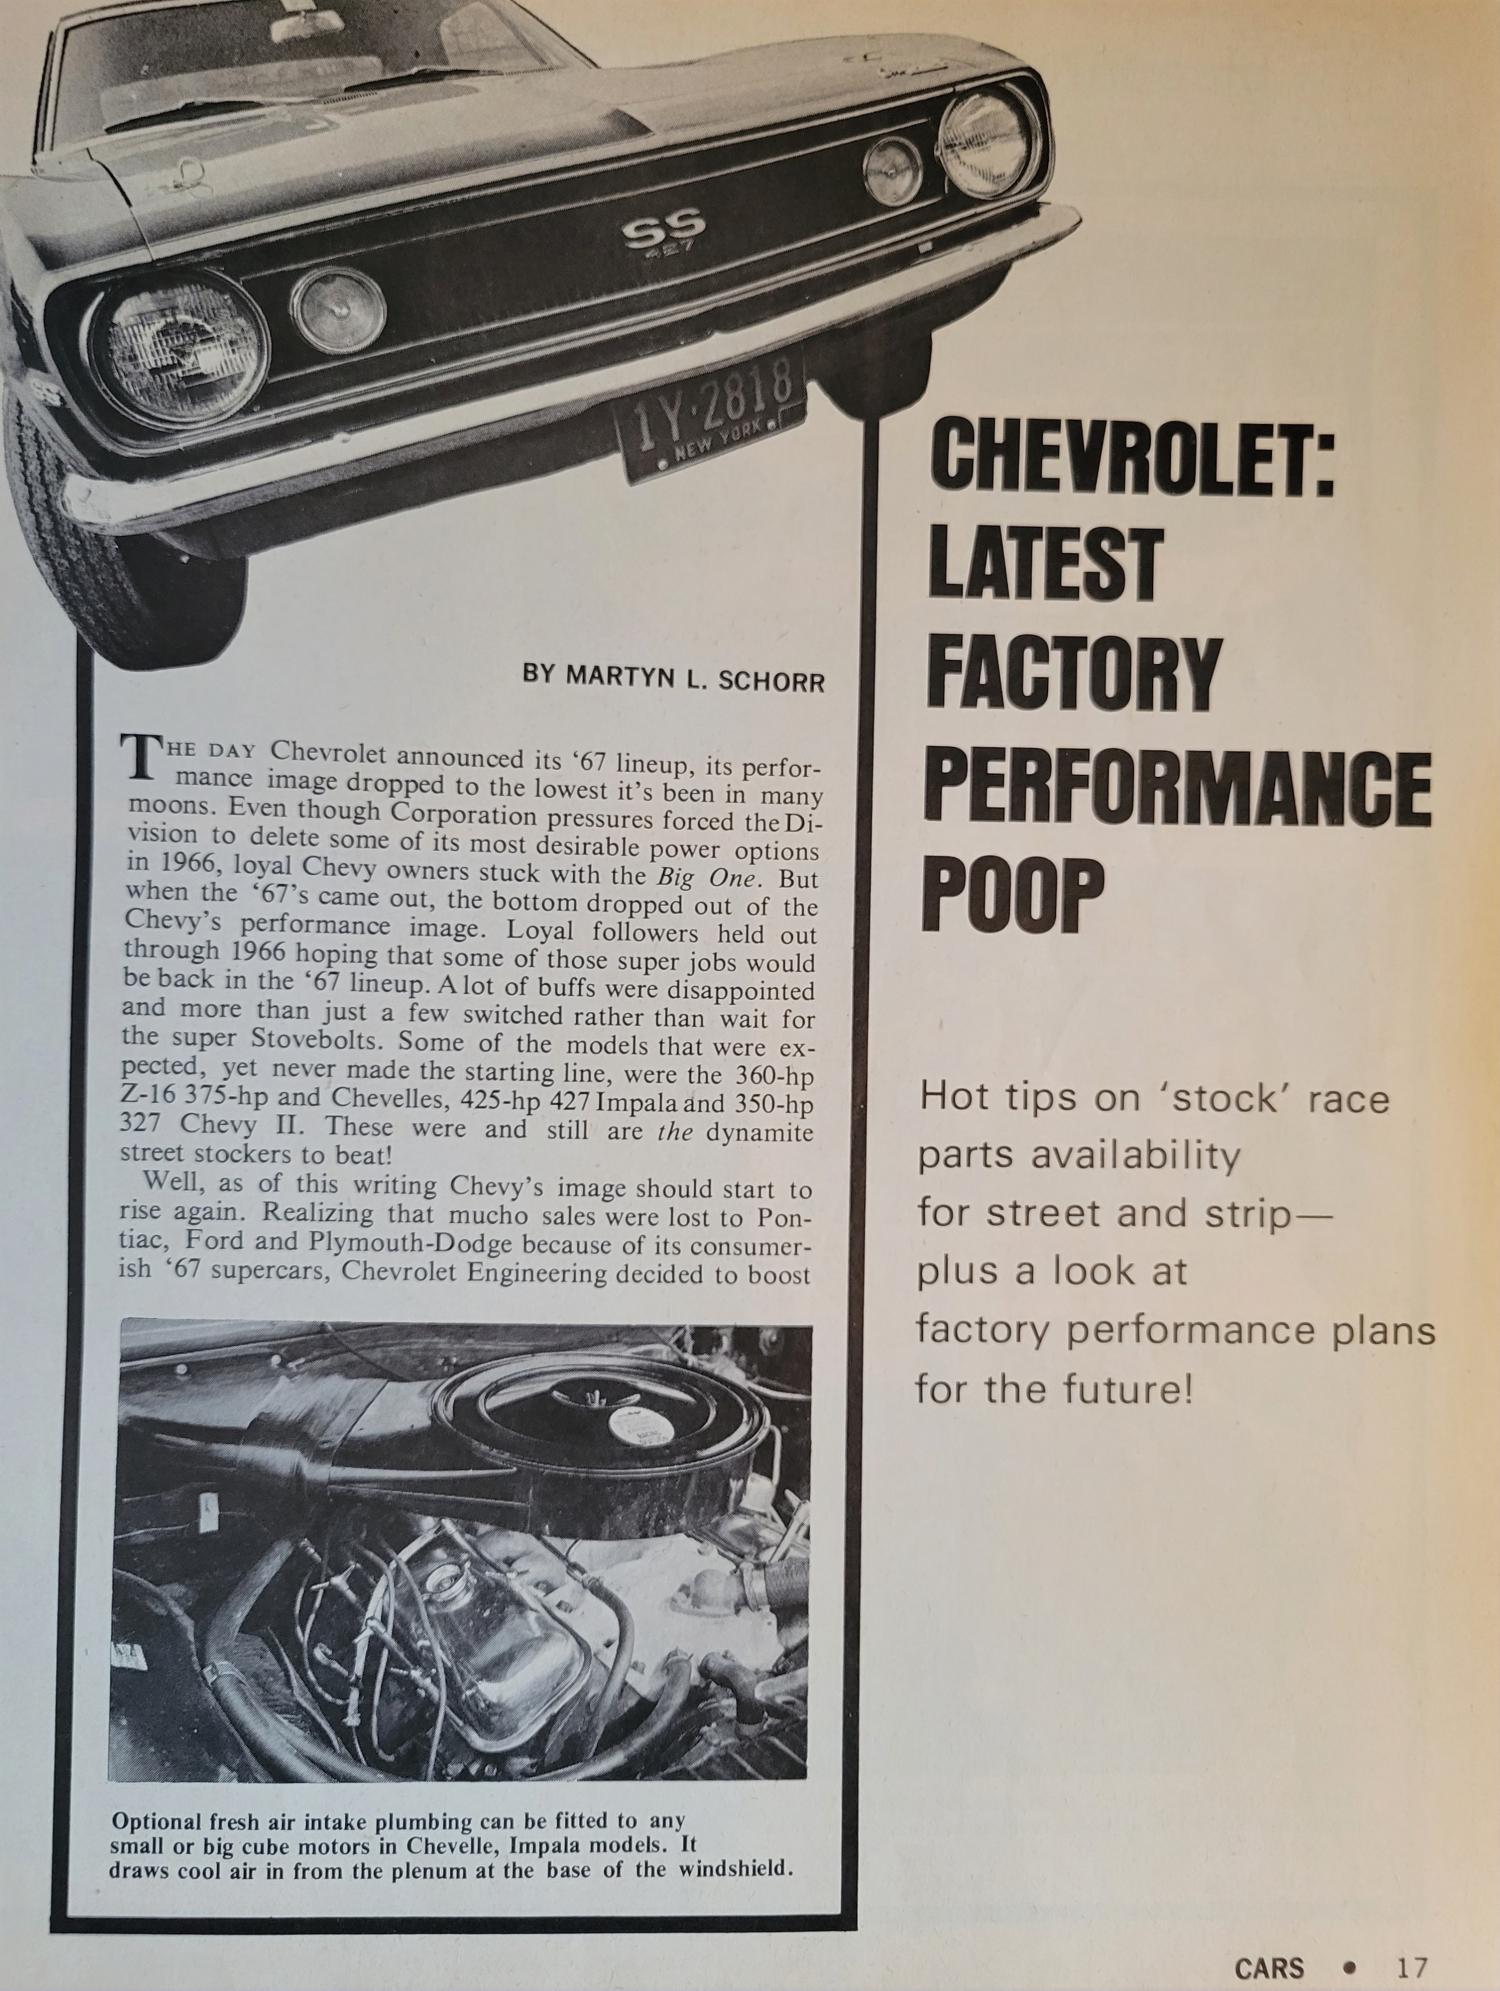 SS
427
SS
1Y·2818
NEW YORK
CHEVROLET:
LATEST
FACTORY
PERFORMANCE
POOP
Hot tips on ‘stock’ race
parts availability
for street and strip—
plus a look at
factory performance plans
for the future!
BY MARTYN L. SCHORR
THE DAY Chevrolet announced its ‘67 lineup, its perfor-
mance image dropped to the lowest it’s been in many
moons. Even though Corporation pressures forced the Di-
vision to delete some of its most desirable power options
in 1966, loyal Chevy owners stuck with the Big One. But
when the ‘67’s came out, the bottom dropped out of the
Chevy’s performance image. Loyal followers held out
through 1966 hoping that some of those super jobs would
be back in the ‘67 lineup. A lot of buffs were disappointed
and more than just a few switched rather than wait for
the super Stovebolts. Some of the models that were ex-
pected, yet never made the starting line, were the 360-hp
Z-16 375-hp and Chevelles, 425-hp 427 Impala and 350-hp
327 Chevy II. These were and still are the dynamite
street stockers to beat!
Well, as of this writing Chevy’s image should start to
rise again. Realizing that mucho sales were lost to Pon-
tiac, Ford and Plymouth-Dodge because of its consumer-
ish ‘67 supercars, Chevrolet Engineering decided to boost
Optional fresh air intake plumbing can be fitted to any
small or big cube motors in Chevelle, Impala models. It
draws cool air in from the plenum at the base of the windshield.
CARS • 17